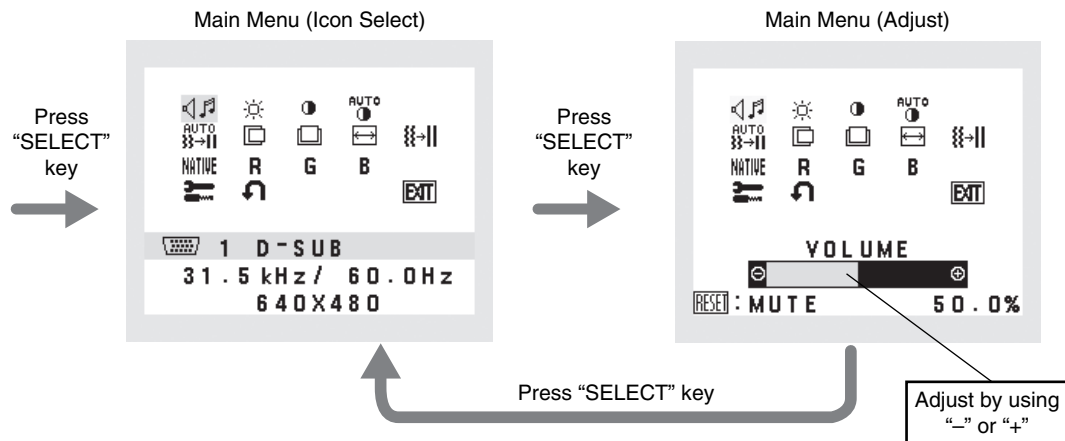 Main Menu (Icon Select)
Press
“SELECT”
key
AUTO
AUTO
NATIVE R G B
EXIT
1 D-SUB
31.5 kHz/ 60.0Hz
640X480
Press
“SELECT”
key
Main Menu (Adjust)
AUTO
AUTO
NATIVE R G B
EXIT
VOLUME
RESET : MUTE 50.0%
Adjust by using
“–” or “+”
Press “SELECT” key